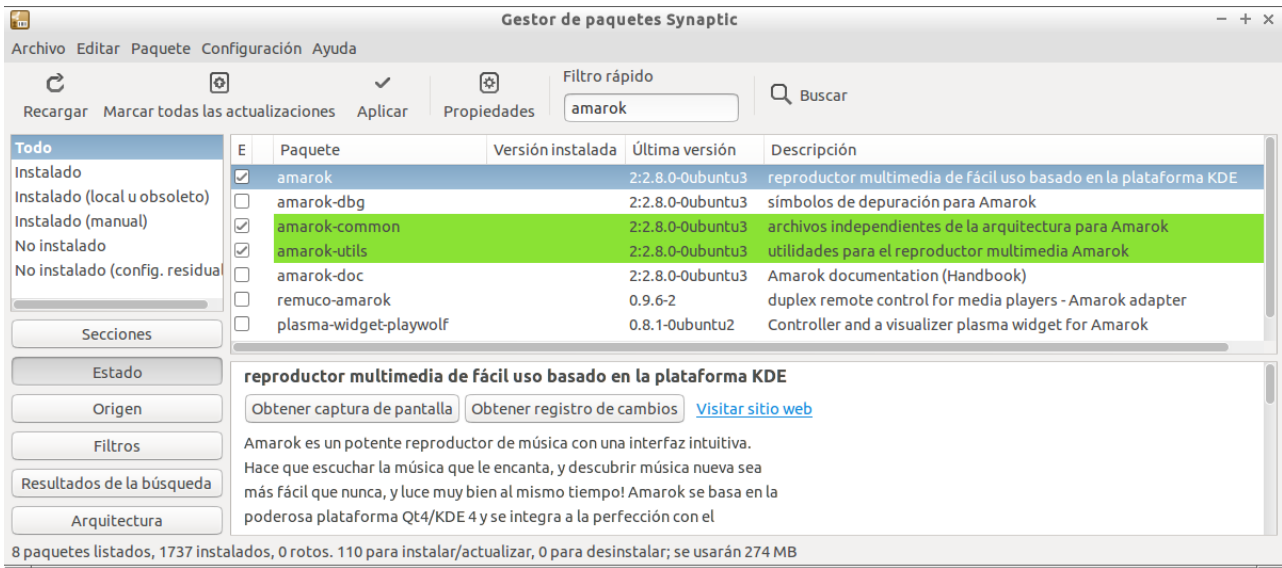 Gestor de paquetes Synaptic
Archivo Editar Paquete Configuración Ayuda
Recargar Marcar todas las actualizaciones Aplicar Propiedades Filtro rápido amarok Buscar
Todo
Instalado
Instalado (local u obsoleto)
Instalado (manual)
No instalado
No instalado (config. residual
Secciones
Estado
Origen
Filtros
Resultados de la búsqueda
Arquitectura
E Paquete Versión instalada Última versión Descripción
amarok 2:2.8.0-0ubuntu3 reproductor multimedia de fácil uso basado en la plataforma KDE
amarok-dbg 2:2.8.0-0ubuntu3 símbolos de depuración para Amarok
amarok-common 2:2.8.0-0ubuntu3 archivos independientes de la arquitectura para Amarok
amarok-utils 2:2.8.0-0ubuntu3 utilidades para el reproductor multimedia Amarok
amarok-doc 2:2.8.0-0ubuntu3 Amarok documentation (Handbook)
remuco-amarok 0.9.6-2 duplex remote control for media players - Amarok adapter
plasma-widget-playwolf 0.8.1-0ubuntu2 Controller and a visualizer plasma widget for Amarok
reproductor multimedia de fácil uso basado en la plataforma KDE
Obtener captura de pantalla Obtener registro de cambios Visitar sitio web
Amarok es un potente reproductor de música con una interfaz intuitiva.
Hace que escuchar la música que le encanta, y descubrir música nueva sea
más fácil que nunca, y luce muy bien al mismo tiempo! Amarok se basa en la
poderosa plataforma Qt4/KDE 4 y se integra a la perfección con el
8 paquetes listados, 1737 instalados, 0 rotos. 110 para instalar/actualizar, 0 para desinstalar; se usarán 274 MB